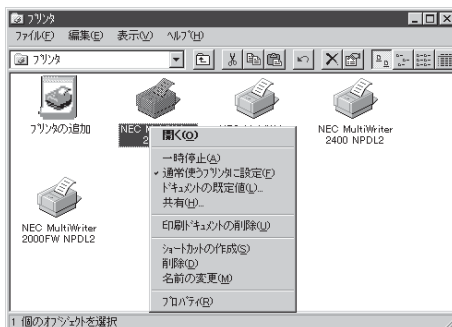 プリンタ
ファイル(F) 編集(E) 表示(V) ヘルプ(H)
プリンタ
プリンタの追加
NEC
2
NEC MultiWriter
2400 NPDL2
開く(O)
一時停止(A)
通常使うプリンタに設定(F)
ドキュメントの既定値(L)...
共有(H)...
印刷ドキュメントの削除(U)
ショートカットの作成(S)
削除(D)
名前の変更(M)
プロパティ(R)
NEC MultiWriter
2000FW NPDL2
1 個のオブジェクトを選択